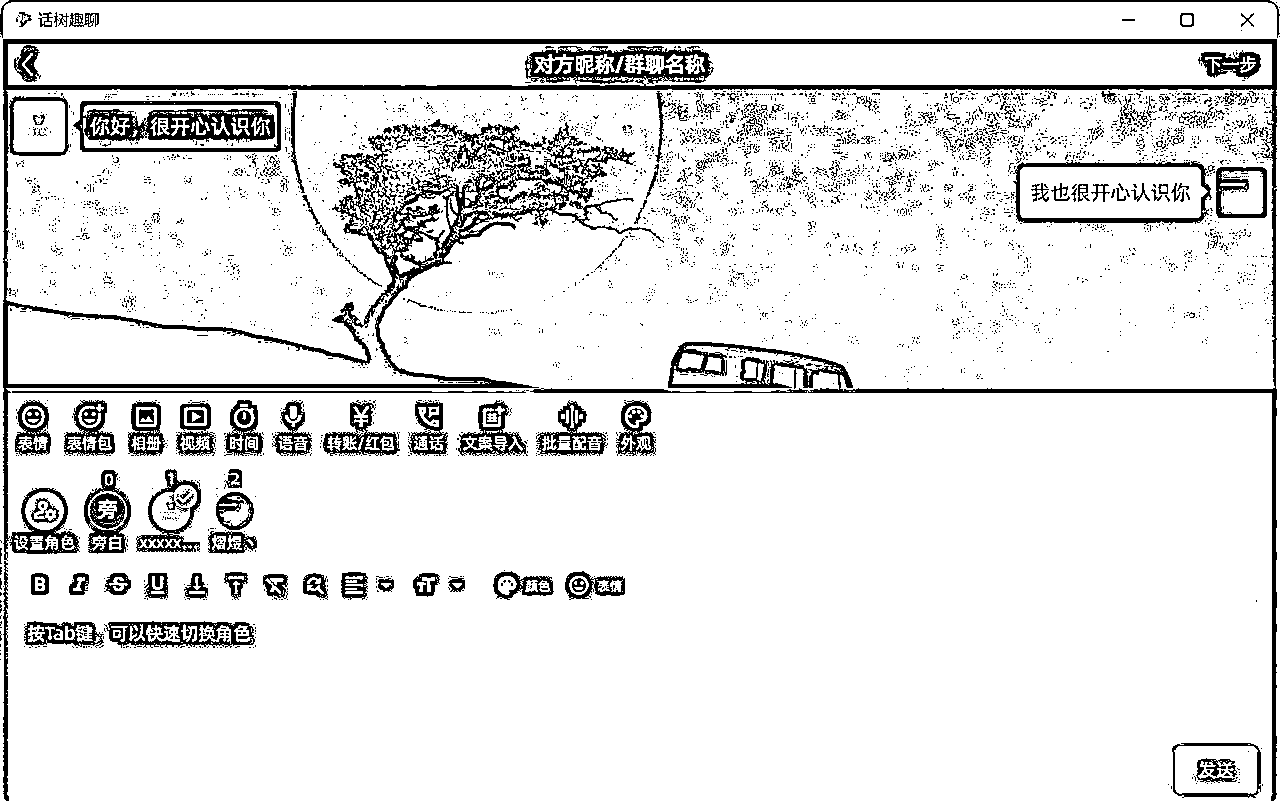 话树趣聊
对方昵称/群聊名称
下一步
你好，很开心认识你
我也很开心认识你
表情 表情包 相册 视频 时间 语音 转账/红包 通话 文案导入 批量配音 外观
0 1 2
设置角色 旁白 xxxxx...
旁
B I S U
颜色 表情
按Tab键，可以快速切换角色
发送